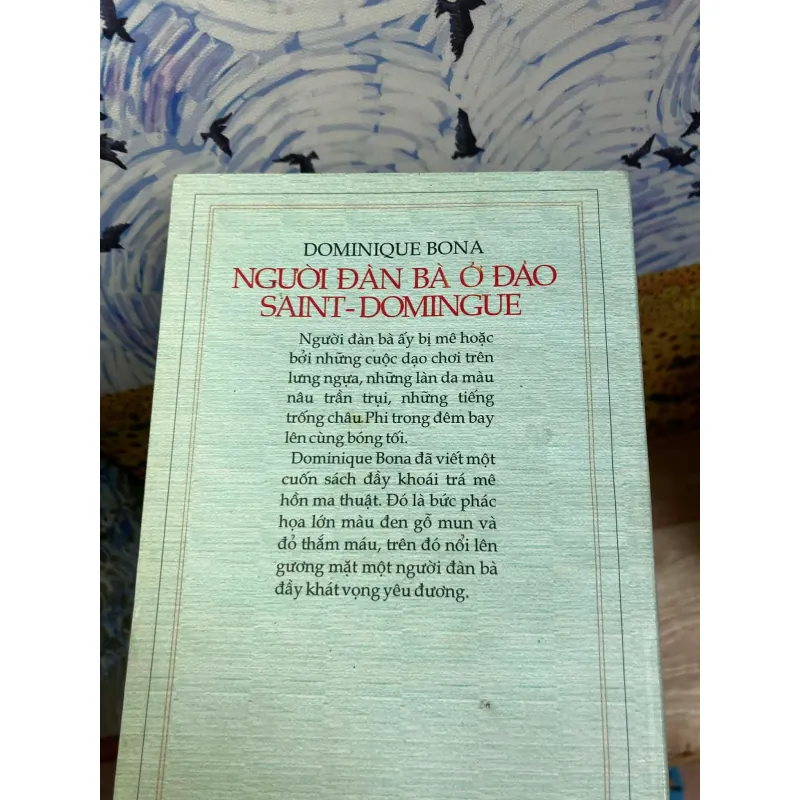 DOMINIQUE BONA
NGƯỜI ĐÀN BÀ Ở ĐẢO
SAINT-DOMINGUE
Người đàn bà ấy bị mê hoặc
bởi những cuộc dạo chơi trên
lưng ngựa, những làn da màu
nâu trần trụi, những tiếng
trống châu Phi trong đêm bay
lên cùng bóng tối.
Dominique Bona đã viết một
cuốn sách đầy khoái trá mê
hồn ma thuật. Đó là bức phác
họa lớn màu đen gỗ mun và
đỏ thắm máu, trên đó nổi lên
gương mặt một người đàn bà
đầy khát vọng yêu đương.